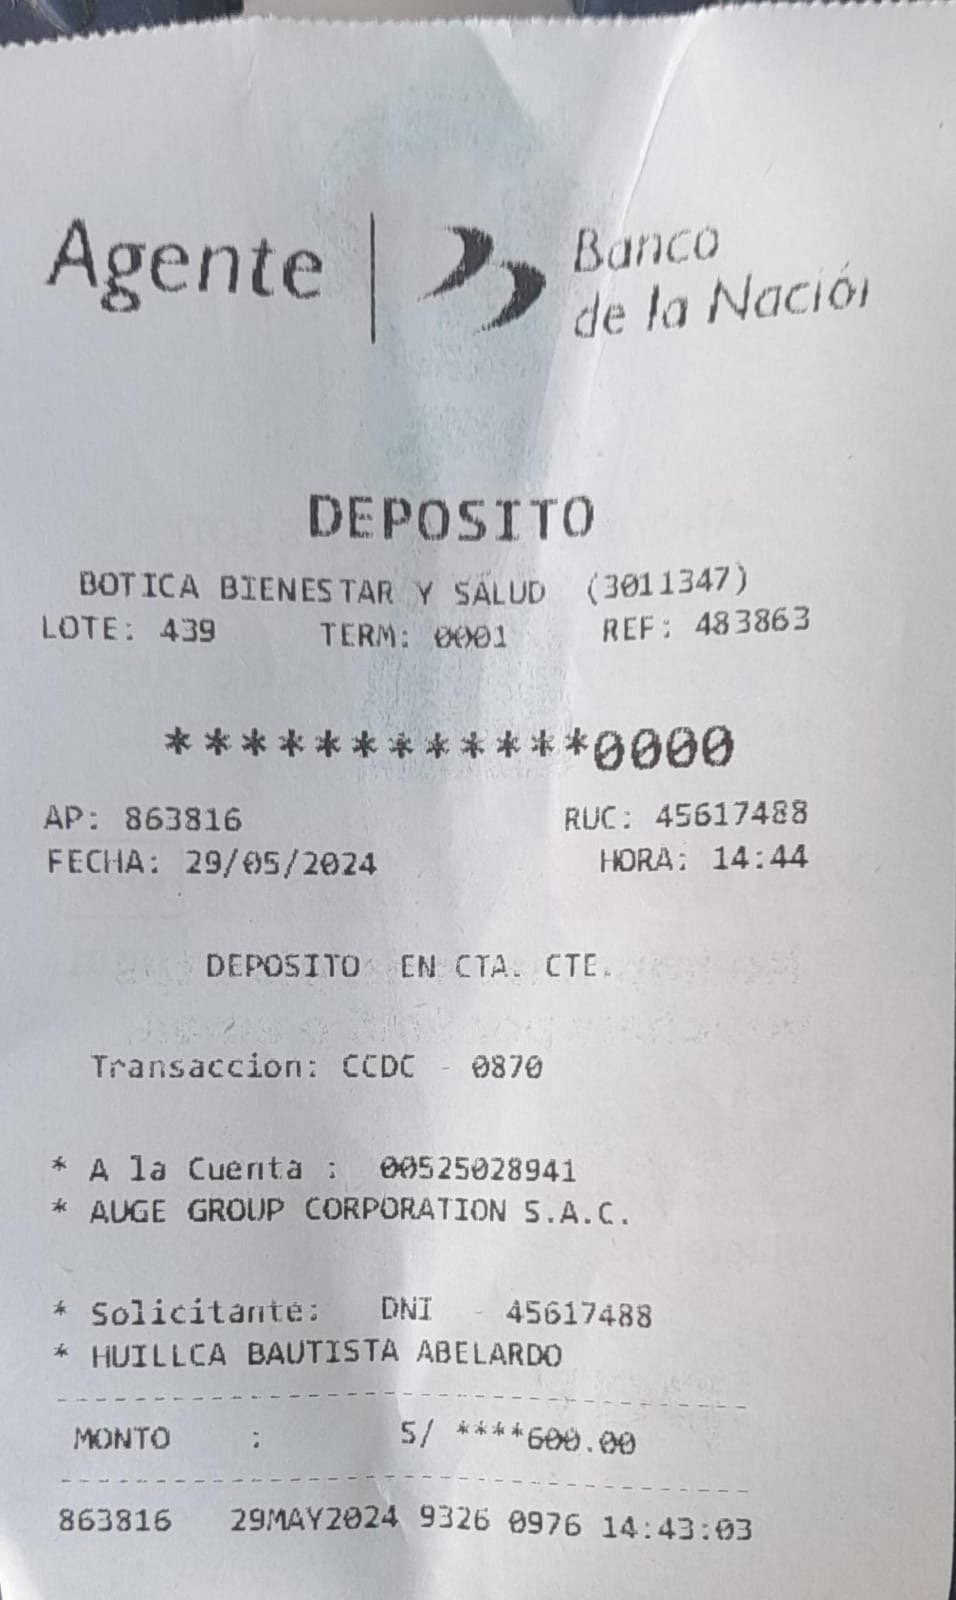 Agente | Banco
de la Nación
DEPOSITO
BOTICA BIENESTAR Y SALUD (3011347)
LOTE: 439 TERM: 0001 REF: 483863
************0000
AP: 863816 RUC: 45617488
FECHA: 29/05/2024 HORA: 14:44
DEPOSITO EN CTA. CTE.
Transaccion: CCDC - 0870
* A la Cuenta : 00525028941
* AUGE GROUP CORPORATION S.A.C.
* Solicitante: DNI - 45617488
* HUILLCA BAUTISTA ABELARDO
MONTO : S/ ****600.00
863816 29MAY2024 9326 0976 14:43:03